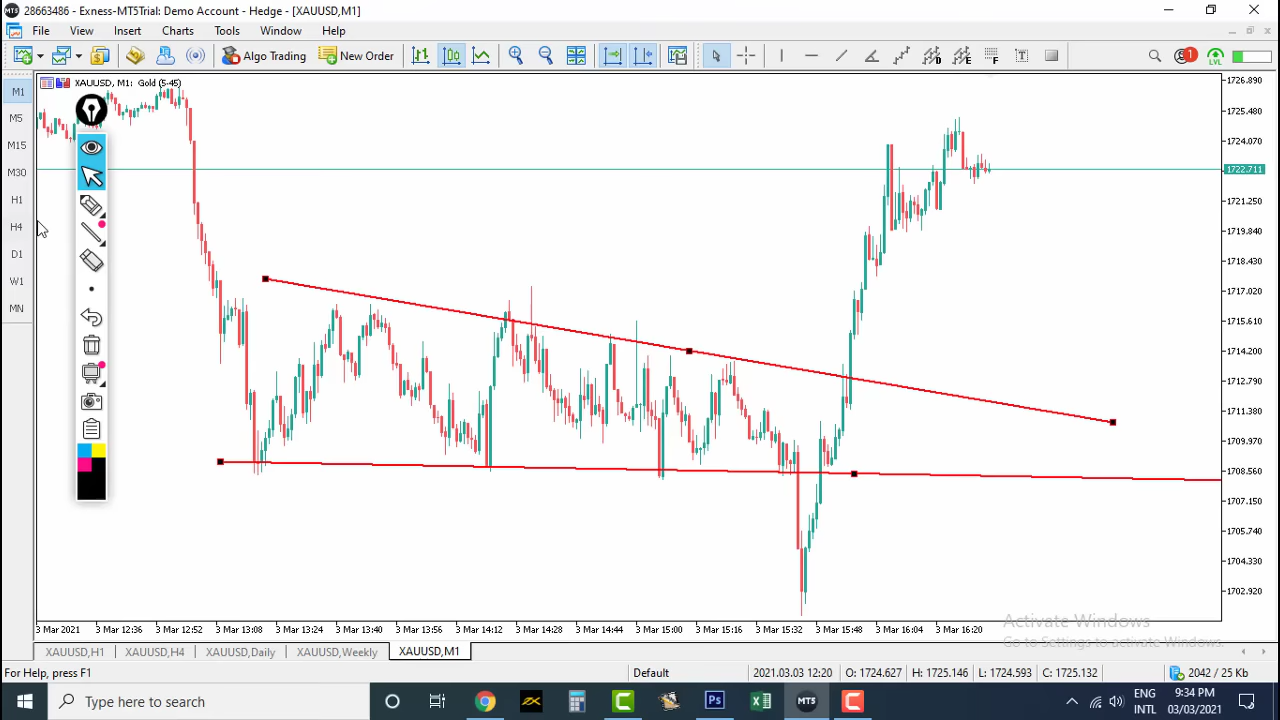 28663486 - Exness-MT5Trial: Demo Account - Hedge - [XAUUSD,M1]
File View Insert Charts Tools Window Help
Algo Trading New Order 1 LVL
M1
M5
M15
M30
H1
H4
D1
W1
MN
XAUUSD, M1: Gold (5-45)
1726.890
1725.480
1724.070
1722.711
1721.250
1719.840
1718.430
1717.020
1715.610
1714.200
1712.790
1711.380
1709.970
1708.560
1707.150
1705.740
1704.330
1702.920
3 Mar 2021 3 Mar 12:36 3 Mar 12:52 3 Mar 13:08 3 Mar 13:24 3 Mar 13:40 3 Mar 13:56 3 Mar 14:12 3 Mar 14:28 3 Mar 14:44 3 Mar 15:00 3 Mar 15:16 3 Mar 15:32 3 Mar 15:48 3 Mar 16:04 3 Mar 16:20
Activate Windows
Go to Settings to activate Windows.
XAUUSD,H1 XAUUSD,H4 XAUUSD,Daily XAUUSD,Weekly XAUUSD,M1
For Help, press F1 Default 2021.03.03 12:20 O: 1724.627 H: 1725.146 L: 1724.593 C: 1725.132 2042 / 25 Kb
Type here to search MT5 ENG 9:34 PM
INTL 03/03/2021